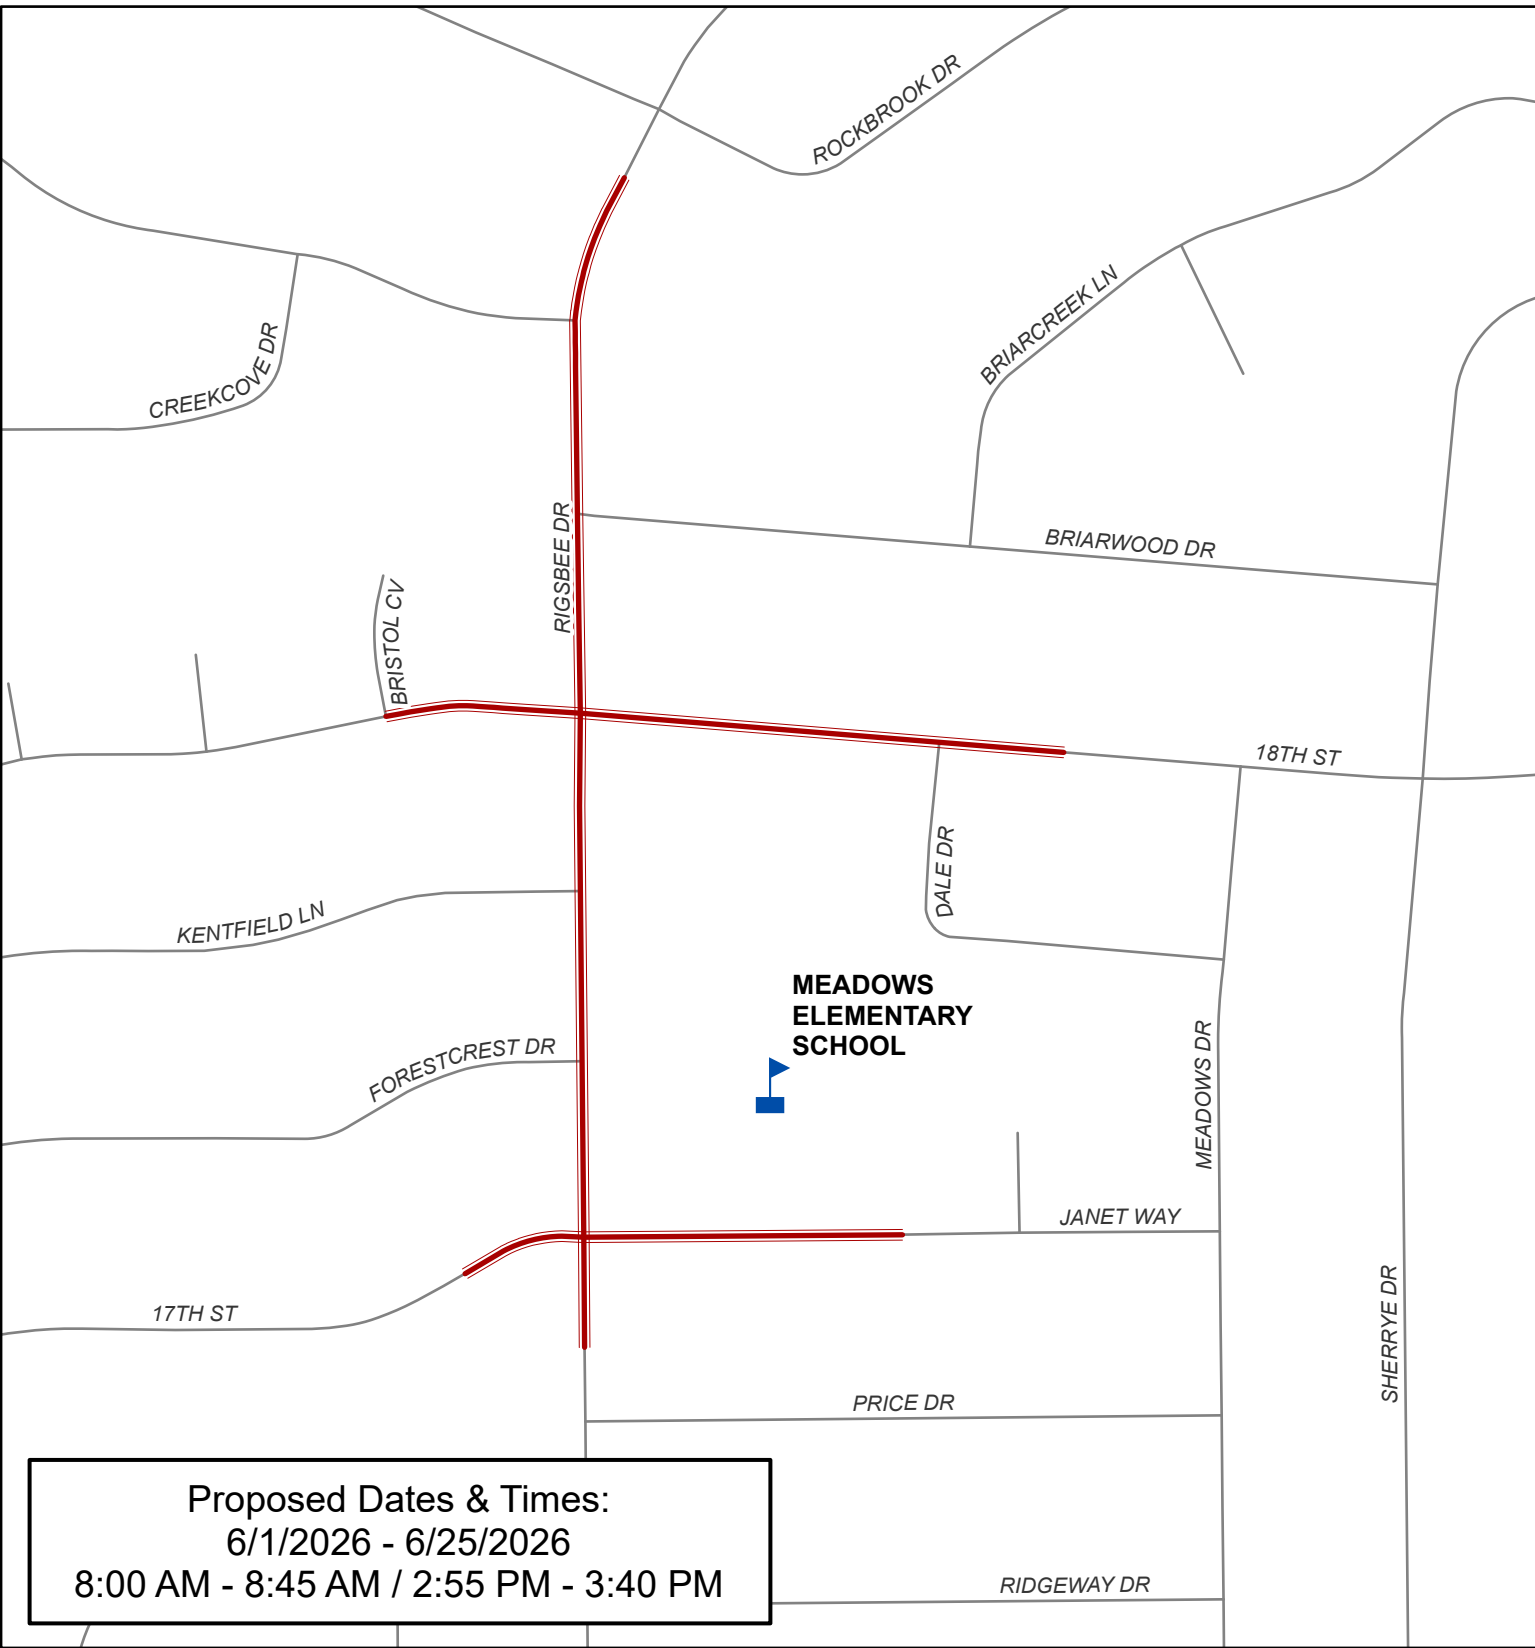 ROCKBROOK DR
BRIARCREEK LN
CREEKCOVE DR
RIGSBEE DR
BRIARWOOD DR
BRISTOL CV
18TH ST
DALE DR
KENTFIELD LN
MEADOWS
ELEMENTARY
SCHOOL
FORESTCREST DR
MEADOWS DR
JANET WAY
17TH ST
SHERRYE DR
PRICE DR
Proposed Dates & Times:
6/1/2026 - 6/25/2026
8:00 AM - 8:45 AM / 2:55 PM - 3:40 PM
RIDGEWAY DR